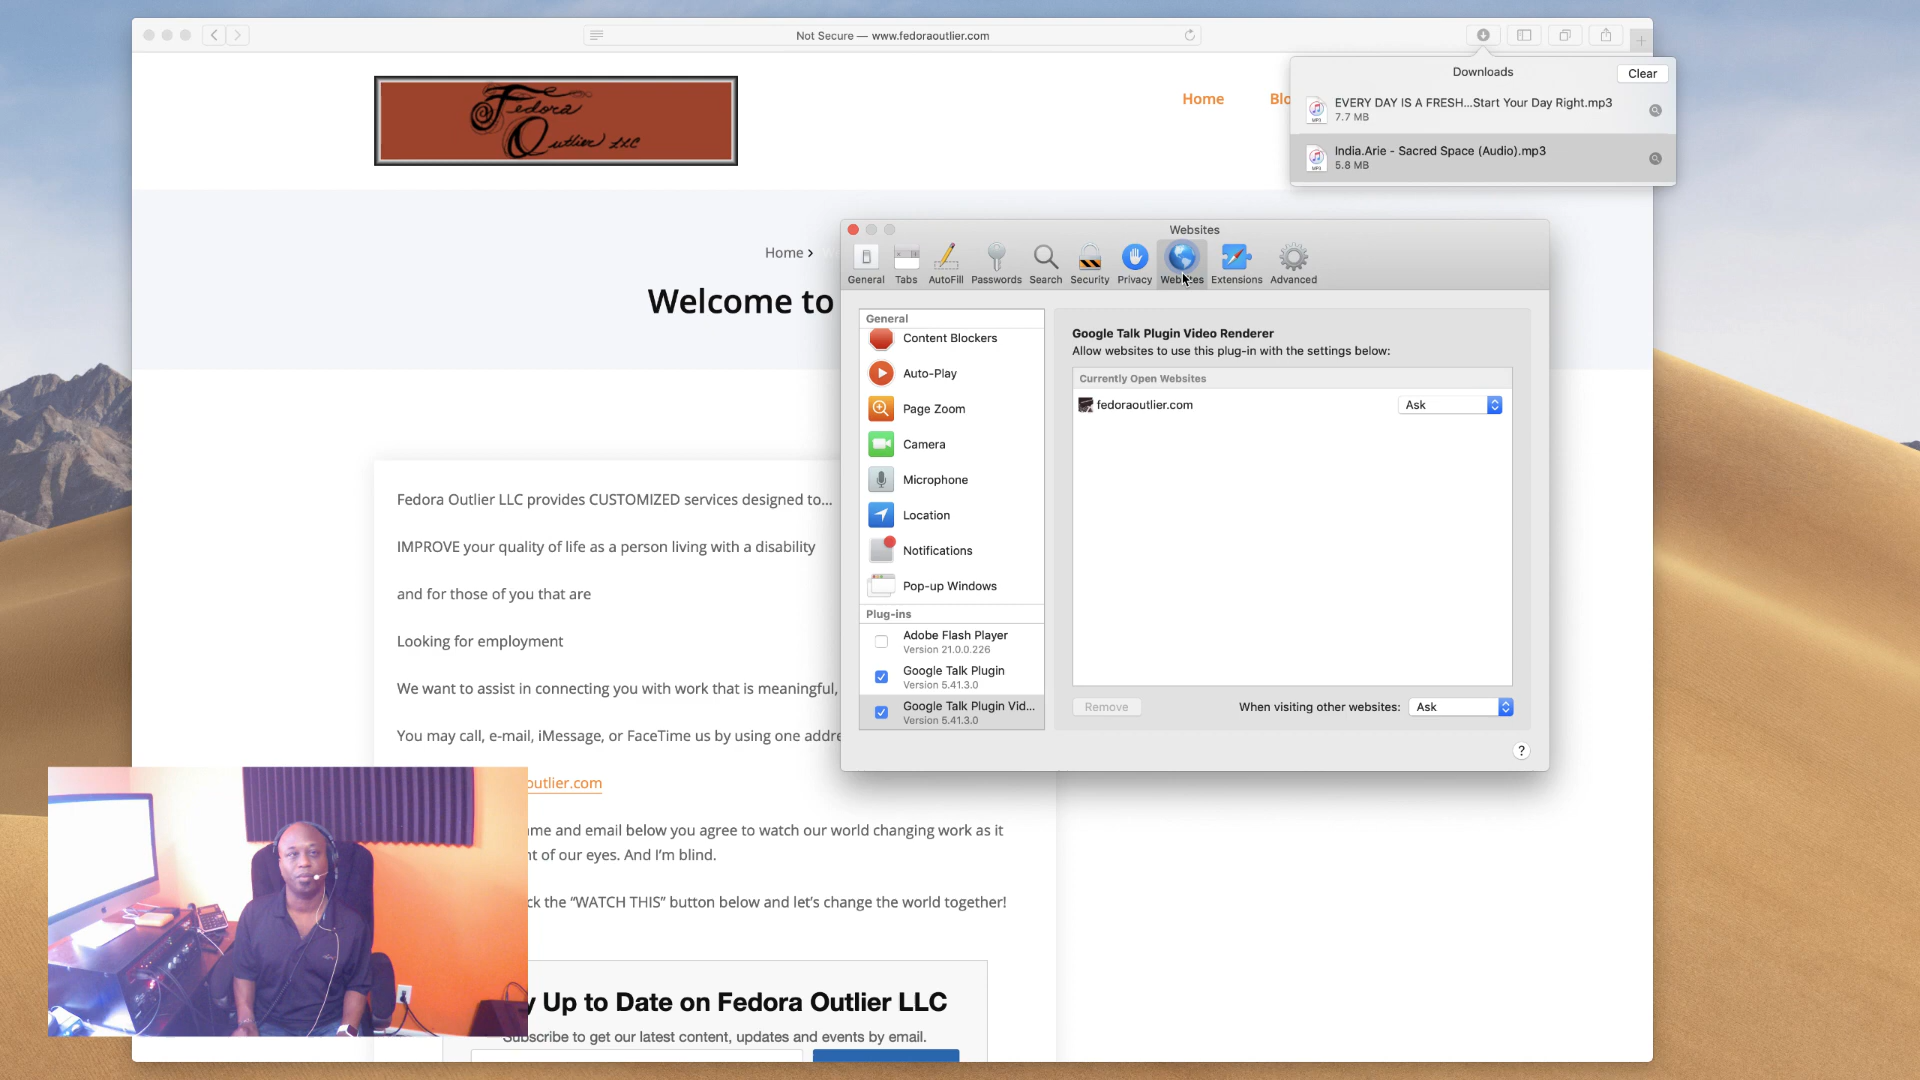 Not Secure — www.fedoraoutlier.com
Downloads
Clear
EVERY DAY IS A FRESH...Start Your Day Right.mp3
7.7 MB
India.Arie - Sacred Space (Audio).mp3
5.8 MB
Fedora
Outlier LLC
Home
Blo
Home ›
Welcome to
Websites
General
Tabs
AutoFill
Passwords
Search
Security
Privacy
Websites
Extensions
Advanced
General
Content Blockers
Auto-Play
Page Zoom
Camera
Microphone
Location
Notifications
Pop-up Windows
Plug-ins
Adobe Flash Player
Version 21.0.0.226
Google Talk Plugin
Version 5.41.3.0
Google Talk Plugin Vid...
Version 5.41.3.0
Google Talk Plugin Video Renderer
Allow websites to use this plug-in with the settings below:
Currently Open Websites
fedoraoutlier.com
Ask
Remove
When visiting other websites:
Ask
?
Fedora Outlier LLC provides CUSTOMIZED services designed to...
IMPROVE your quality of life as a person living with a disability
and for those of you that are
Looking for employment
We want to assist in connecting you with work that is meaningful,
You may call, e-mail, iMessage, or FaceTime us by using one addre
outlier.com
me and email below you agree to watch our world changing work as it
t of our eyes. And I'm blind.
ck the “WATCH THIS” button below and let's change the world together!
y Up to Date on Fedora Outlier LLC
Subscribe to get our latest content, updates and events by email.